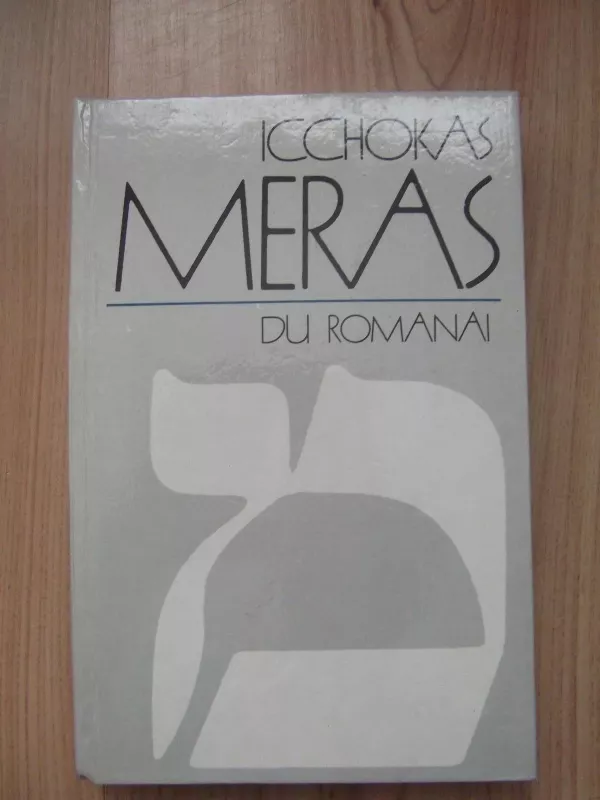 ICCHOKAS
MERAS
DU ROMANAI
מ